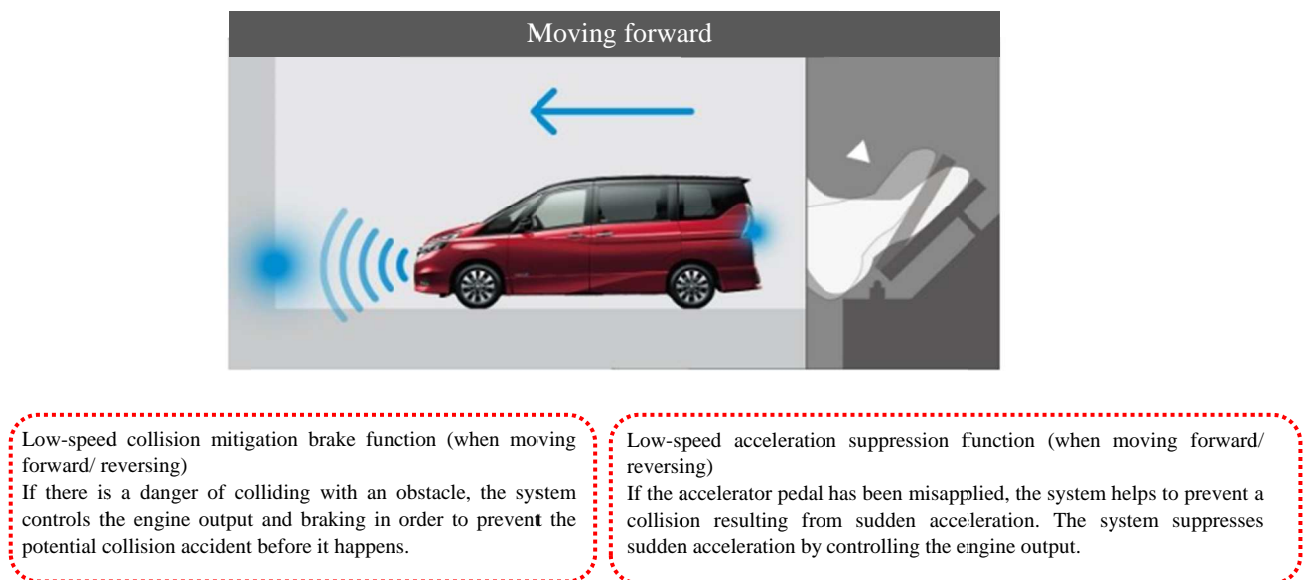 Moving forward
Low-speed collision mitigation brake function (when moving
forward/ reversing)
If there is a danger of colliding with an obstacle, the system
controls the engine output and braking in order to prevent the
potential collision accident before it happens.
Low-speed acceleration suppression function (when moving forward/
reversing)
If the accelerator pedal has been misapplied, the system helps to prevent a
collision resulting from sudden acceleration. The system suppresses
sudden acceleration by controlling the engine output.